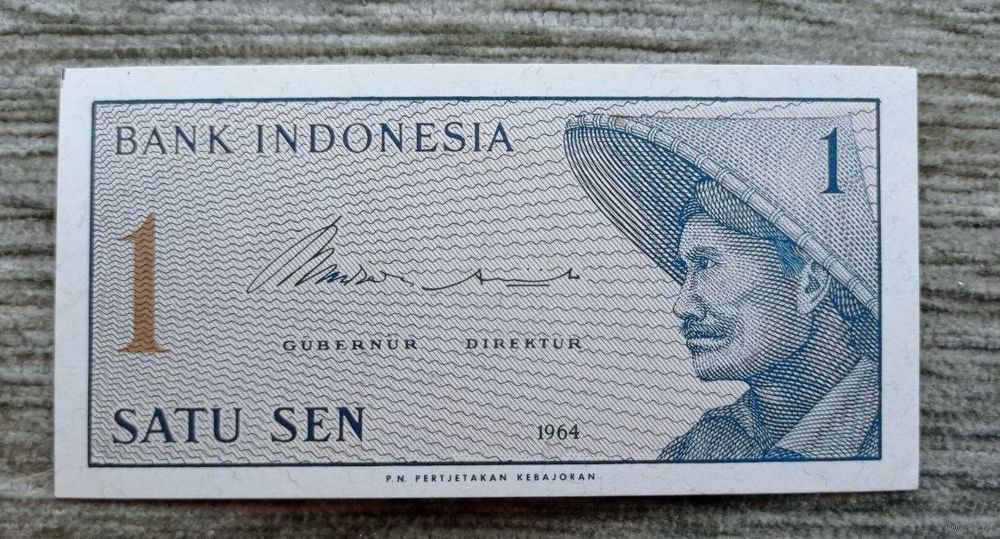 BANK INDONESIA
1
1
GUBERNUR DIREKTUR
SATU SEN
1964
P.N. PERTJETAKAN KEBAJORAN